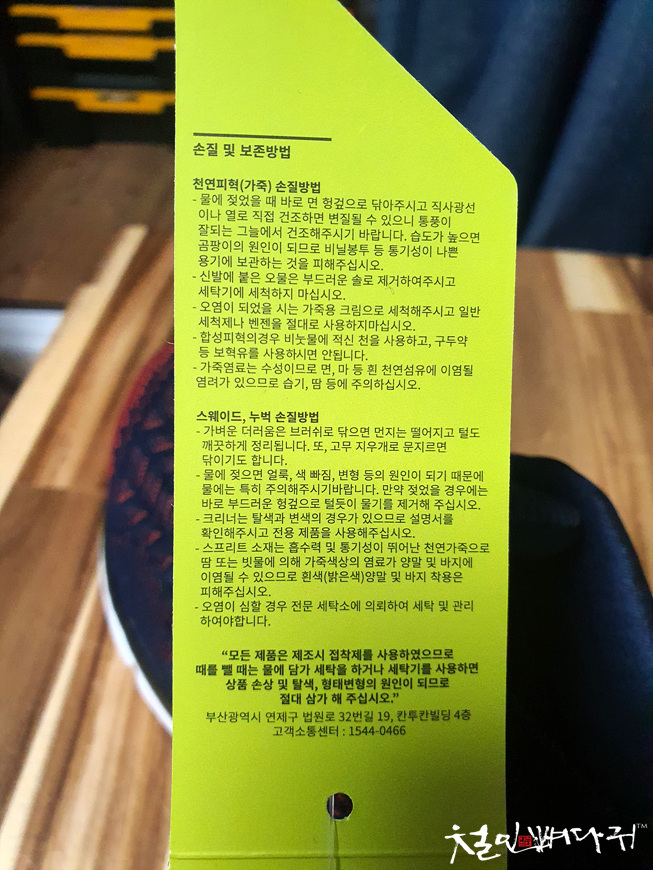 손질 및 보존방법
천연피혁(가죽) 손질방법
- 물에 젖었을 때 바로 면 헝겊으로 닦아주시고 직사광선
이나 열로 직접 건조하면 변질될 수 있으니 통풍이
잘되는 그늘에서 건조해주시기 바랍니다. 습도가 높으면
곰팡이의 원인이 되므로 비닐봉투 등 통기성이 나쁜
용기에 보관하는 것을 피해주십시오.
- 신발에 붙은 오물은 부드러운 솔로 제거하여주시고
세탁기에 세척하지 마십시오.
- 오염이 되었을 시는 가죽용 크림으로 세척해주시고 일반
세척제나 벤젠을 절대로 사용하지마십시오.
- 합성피혁의경우 비눗물에 적신 천을 사용하고, 구두약
등 보혁유를 사용하시면 안됩니다.
- 가죽염료는 수성이므로 면, 마 등 흰 천연섬유에 이염될
염려가 있으므로 습기, 땀 등에 주의하십시오.
스웨이드, 누벅 손질방법
- 가벼운 더러움은 브러쉬로 닦으면 먼지는 떨어지고 털도
깨끗하게 정리됩니다. 또, 고무 지우개로 문지르면
닦이기도 합니다.
- 물에 젖으면 얼룩, 색 빠짐, 변형 등의 원인이 되기 때문에
물에는 특히 주의해주시기바랍니다. 만약 젖었을 경우에는
바로 부드러운 헝겊으로 털듯이 물기를 제거해 주십시오.
- 크리너는 탈색과 변색의 경우가 있으므로 설명서를
확인해주시고 전용 제품을 사용해주십시오.
- 스프리트 소재는 흡수력 및 통기성이 뛰어난 천연가죽으로
땀 또는 빗물에 의해 가죽색상의 염료가 양말 및 바지에
이염될 수 있으므로 흰색(밝은색)양말 및 바지 착용은
피해주십시오.
- 오염이 심할 경우 전문 세탁소에 의뢰하여 세탁 및 관리
하여야합니다.
“모든 제품은 제조시 접착제를 사용하였으므로
때를 뺄 때는 물에 담가 세탁을 하거나 세탁기를 사용하면
상품 손상 및 탈색, 형태변형의 원인이 되므로
절대 삼가 해 주십시오.”
부산광역시 연제구 법원로 32번길 19, 칸투칸빌딩 4층
고객소통센터 : 1544-0466
철인뼈다귀™